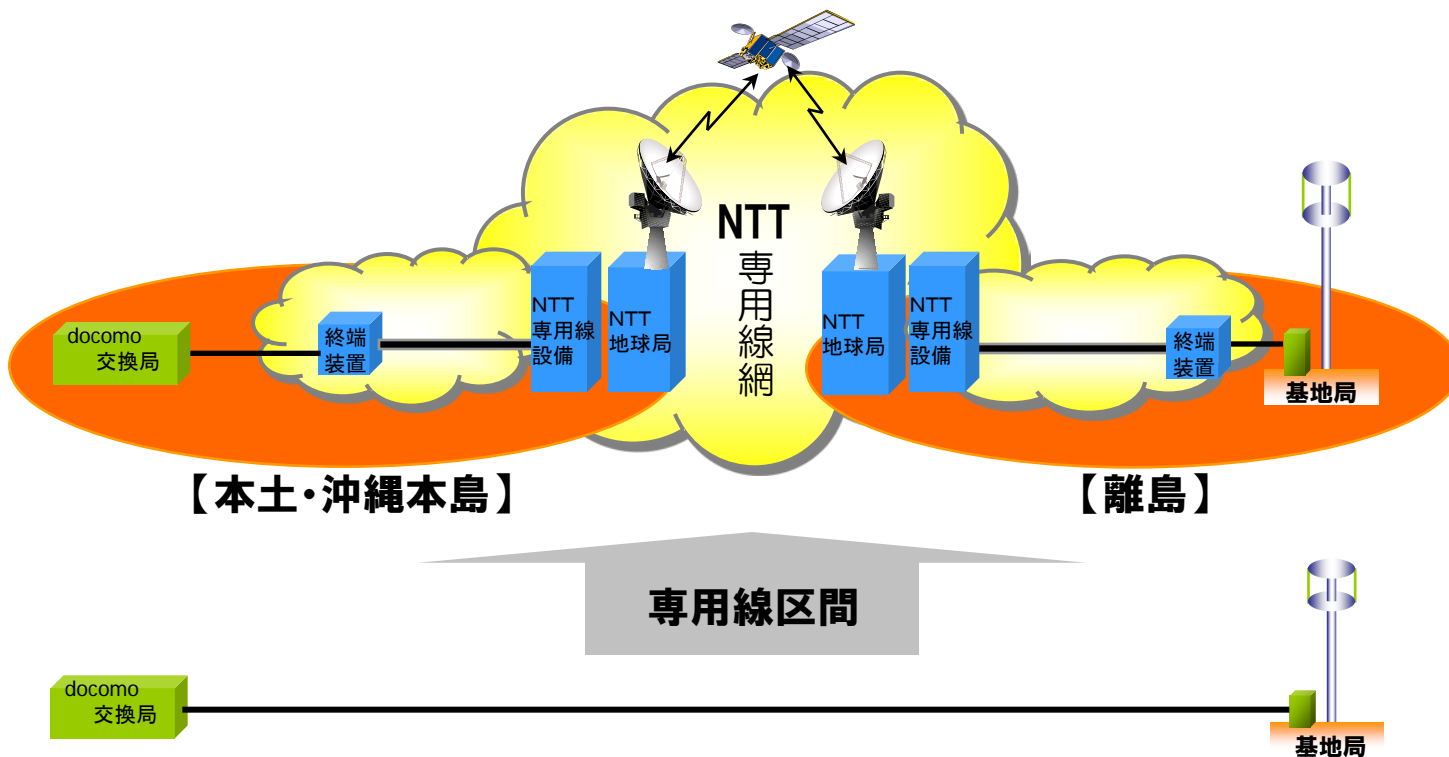 NTT
専
用
線
網
docomo
交換局
終端
装置
NTT
専用線
設備
NTT
地球局
NTT
地球局
NTT
専用線
設備
終端
装置
基地局
【本土・沖縄本島】
【離島】
専用線区間
docomo
交換局
基地局